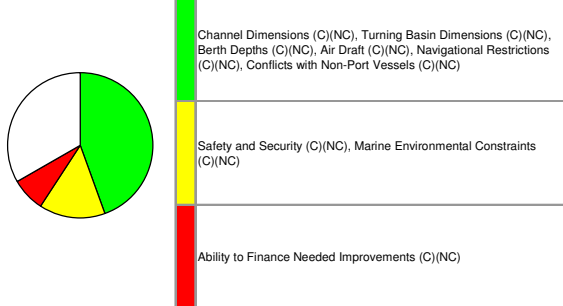 Channel Dimensions (C)(NC), Turning Basin Dimensions (C)(NC),
Berth Depths (C)(NC), Air Draft (C)(NC), Navigational Restrictions
(C)(NC), Conflicts with Non-Port Vessels (C)(NC)
Safety and Security (C)(NC), Marine Environmental Constraints
(C)(NC)
Ability to Finance Needed Improvements (C)(NC)